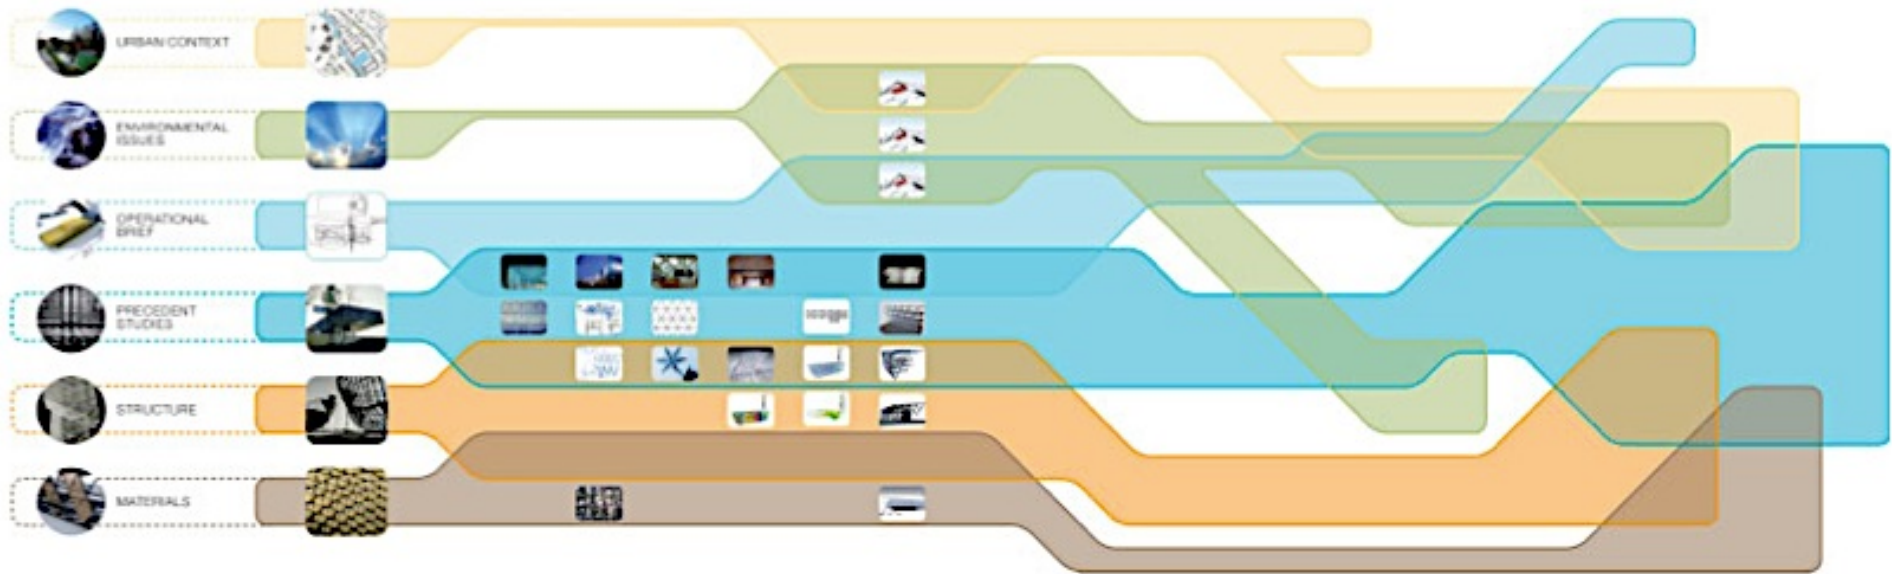 URBAN CONTEXT
ENVIRONMENTAL
ISSUES
OPERATIONAL
BRIEF
PRECEDENT
STUDIES
STRUCTURE
MATERIALS